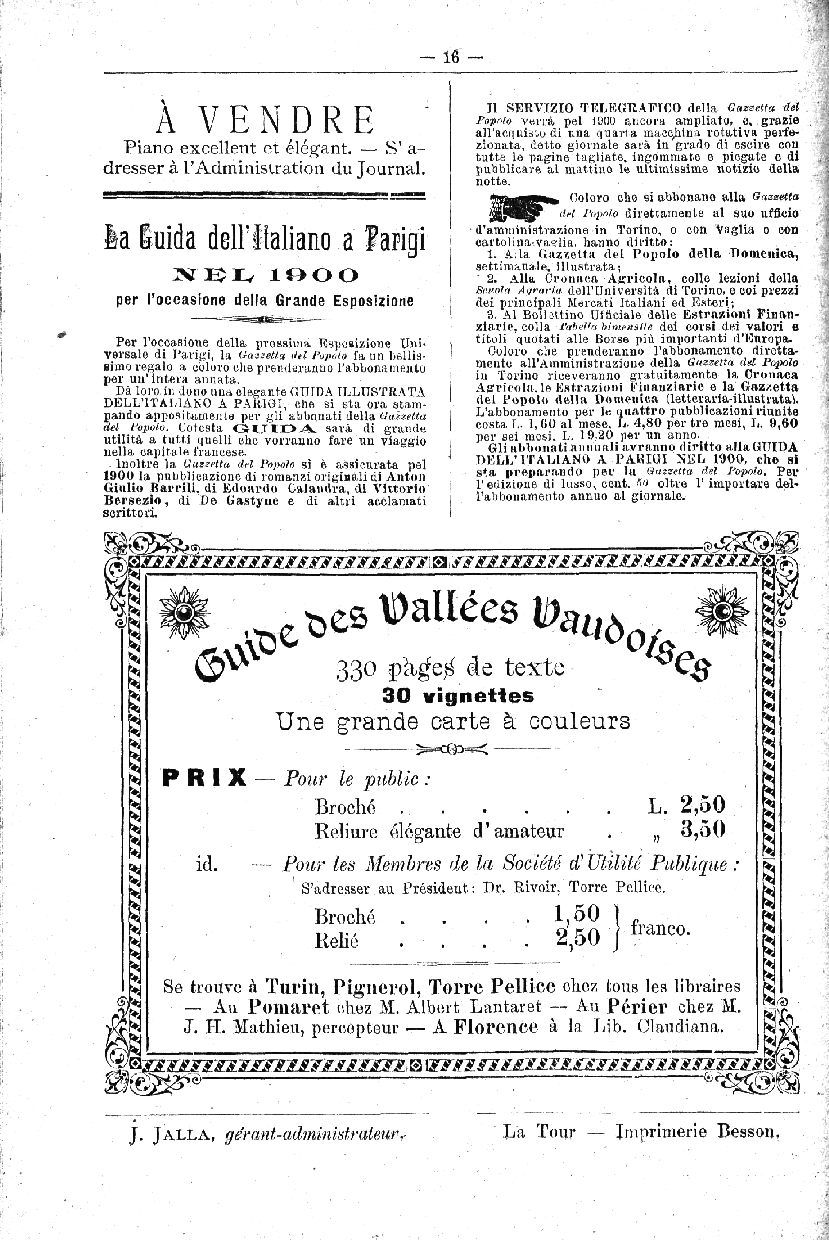 — 16 —
À VENDRE
Piano excellent et élégant. — S' a-
dresser à l'Administration du Journal.
La Guida dell'Italiano a Parigi
NEL 1900
per l'occasione della Grande Esposizione
Per l'occasione della prossima Esposizione Uni-
versale di Parigi, la Gazzetta del Popolo fa un bellis-
simo regalo a coloro che prenderanno l'abbonamento
per un'intera annata.
Dà loro in dono una elegante GUIDA ILLUSTRATA
DELL'ITALIANO A PARIGI, che si sta ora stam-
pando appositamente per gli abbonati della Gazzetta
del Popolo. Cotesta GUIDA sarà di grande
utilità a tutti quelli che vorranno fare un viaggio
nella capitale francese.
Inoltre la Gazzetta del Popolo si è assicurata pel
1900 la pubblicazione di romanzi originali di Anton
Giulio Barrili, di Edoardo Calandra, di Vittorio
Bersezio, di De Gastyne e di altri acclamati
scrittori.
Il SERVIZIO TELEGRAFICO della Gazzetta del
Popolo verrà pel 1900 ancora ampliato, e, grazie
all'acquisto di una quarta macchina rotativa perfe-
zionata, detto giornale sarà in grado di escire con
tutte le pagine tagliate, ingommate e piegate e di
pubblicare al mattino le ultimissime notizie della
notte.
Coloro che si abbonano alla Gazzetta
del Popolo direttamente al suo ufficio
d'amministrazione in Torino, o con Vaglia o con
cartolina-vaglia, hanno diritto:
1. Alla Gazzetta del Popolo della Domenica,
settimanale, illustrata;
2. Alla Cronaca Agricola, colle lezioni della
Scuola Agraria dell'Università di Torino, e coi prezzi
dei principali Mercati Italiani ed Esteri;
3. Al Bollettino Ufficiale delle Estrazioni Finan-
ziarie, colla Tabella bimensile dei corsi dei valori e
titoli quotati alle Borse più importanti d'Europa.
Coloro che prenderanno l'abbonamento diretta-
mente all'Amministrazione della Gazzetta del Popolo
in Torino riceveranno gratuitamente la Cronaca
Agricola, le Estrazioni Finanziarie e la Gazzetta
del Popolo della Domenica (letteraria-illustrata).
L'abbonamento per le quattro pubblicazioni riunite
costa L. 1,60 al mese, L. 4,80 per tre mesi, L. 9,60
per sei mesi, L. 19,20 per un anno.
Gli abbonati annuali avranno diritto alla GUIDA
DELL'ITALIANO A PARIGI NEL 1900, che si
sta preparando per la Gazzetta del Popolo. Per
l'edizione di lusso, cent. 50 oltre l' importare del-
l'abbonamento annuo al giornale.
Guide des Vallées Vaudoises
330 pages de texte
30 vignettes
Une grande carte à couleurs
PRIX — Pour le public :
Broché . . . . . . L. 2,50
Reliure élégante d'amateur . „ 3,50
id. — Pour les Membres de la Société d'Utilité Publique :
S'adresser au Président: Dr. Rivoir, Torre Pellice.
Broché . . . . 1,50 }
Relié . . . . 2,50 } franco.
Se trouve à Turin, Pignerol, Torre Pellice chez tous les libraires
— Au Pomaret chez M. Albert Lantaret — Au Périer chez M.
J. H. Mathieu, percepteur — A Florence à la Lib. Claudiana.
J. JALLA, gérant-administrateur.
La Tour — Imprimerie Besson.